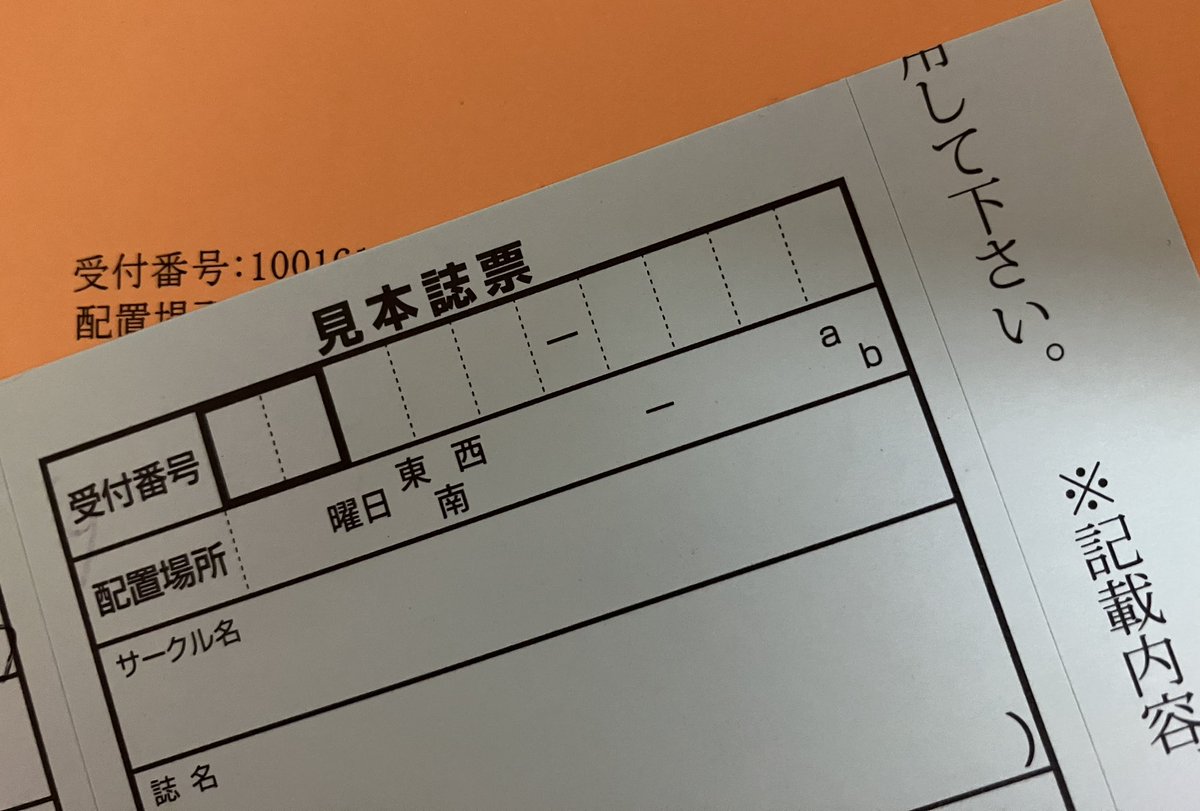 受付番号:10016
配置場
見本誌票
受付番号
－
配置場所
曜日 東 西 南 － a b
サークル名
誌名
)
用して下さい。
※記載内容